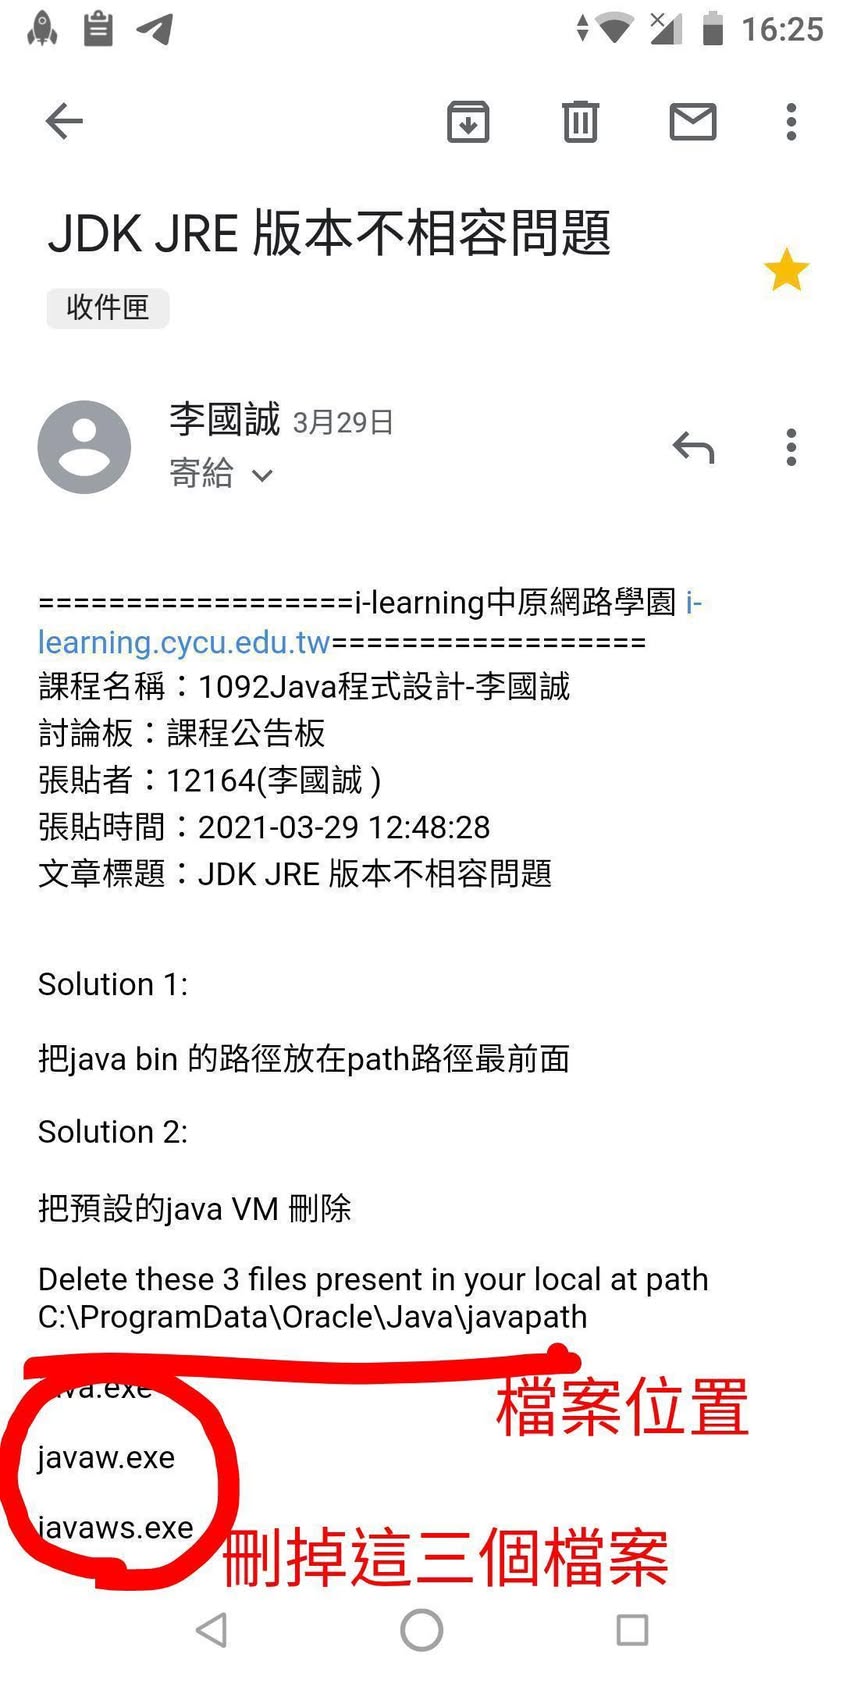 16:25
JDK JRE 版本不相容問題
收件匣
李國誠 3月29日
寄給
==================i-learning中原網路學園 i-
learning.cycu.edu.tw==================
課程名稱：1092Java程式設計-李國誠
討論板：課程公告板
張貼者：12164(李國誠 )
張貼時間：2021-03-29 12:48:28
文章標題：JDK JRE 版本不相容問題
Solution 1:
把java bin 的路徑放在path路徑最前面
Solution 2:
把預設的java VM 刪除
Delete these 3 files present in your local at path
C:\ProgramData\Oracle\Java\javapath
java.exe
檔案位置
javaw.exe
javaws.exe
刪掉這三個檔案